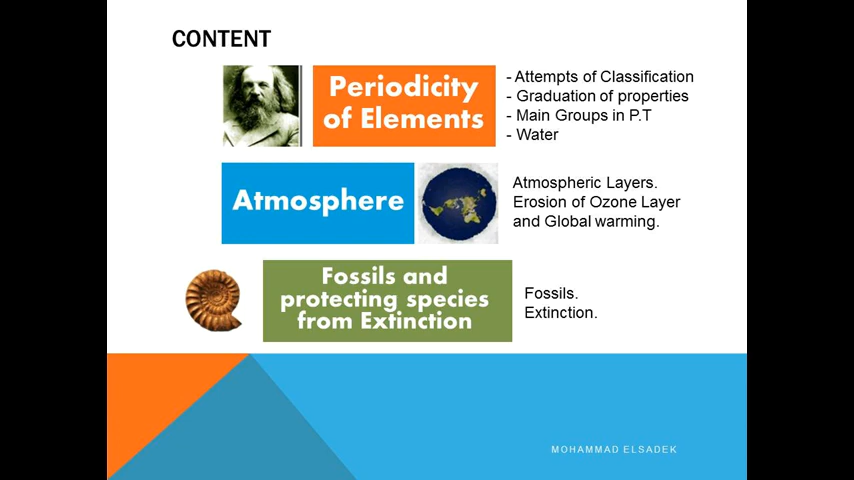 CONTENT
Periodicity
of Elements
- Attempts of Classification
- Graduation of properties
- Main Groups in P.T
- Water
Atmosphere
Atmospheric Layers.
Erosion of Ozone Layer
and Global warming.
Fossils and
protecting species
from Extinction
Fossils.
Extinction.
MOHAMMAD ELSADEK